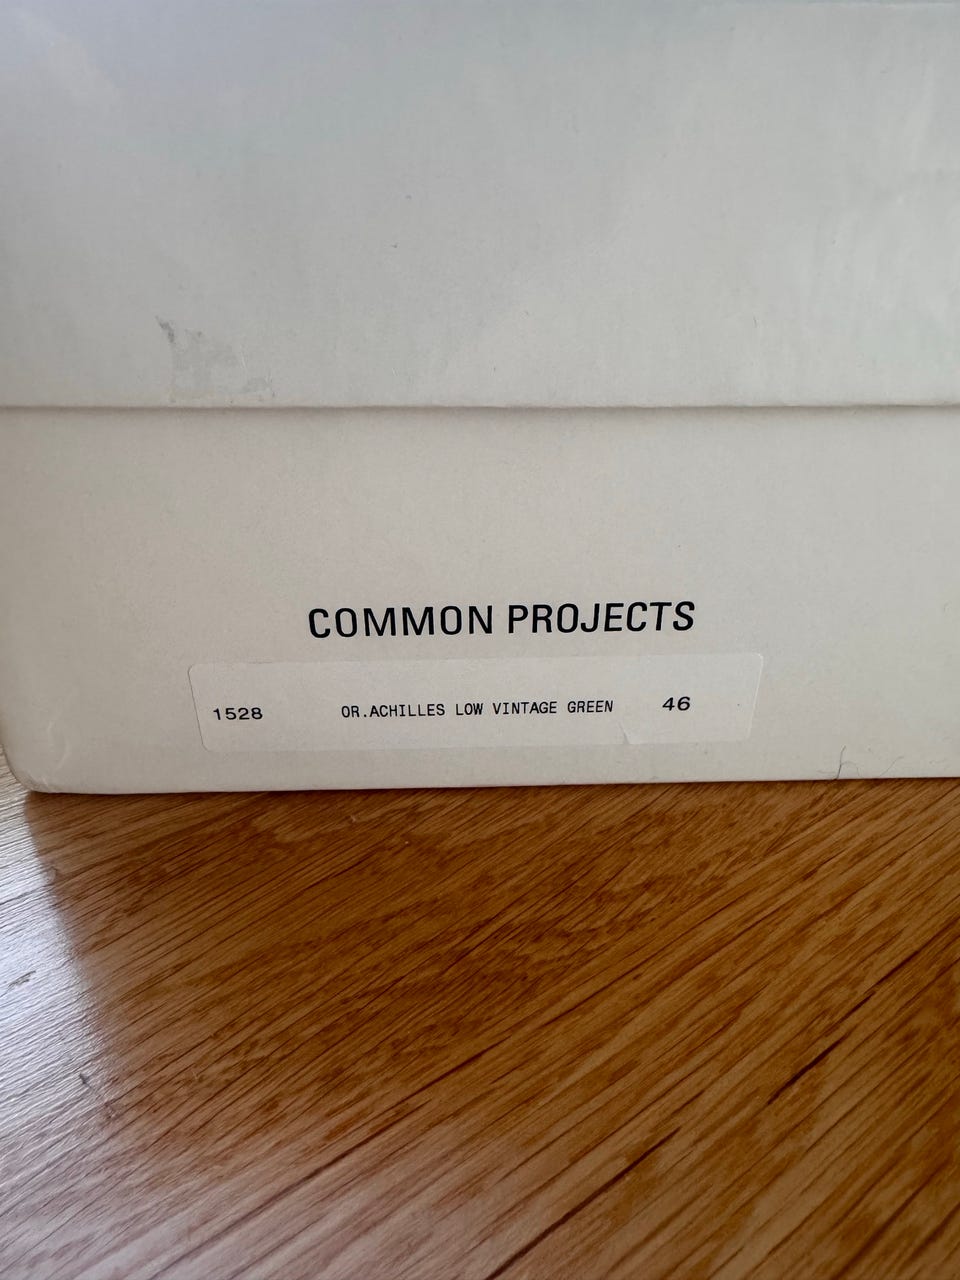 COMMON PROJECTS
1528 OR.ACHILLES LOW VINTAGE GREEN 46